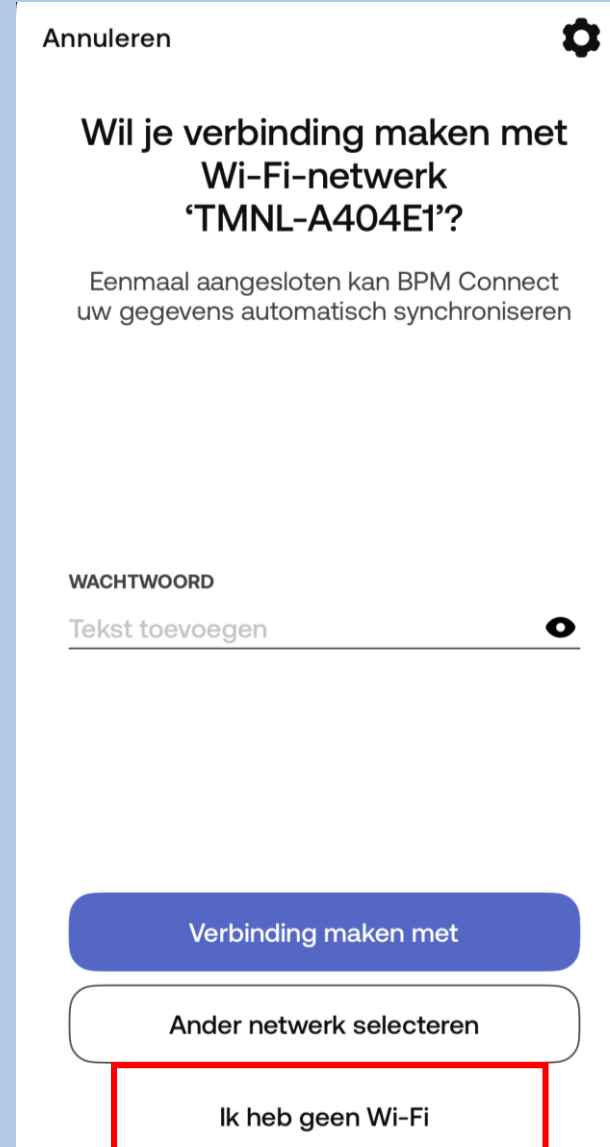 Annuleren
Wil je verbinding maken met
Wi-Fi-netwerk
‘TMNL-A404E1’?
Eenmaal aangesloten kan BPM Connect
uw gegevens automatisch synchroniseren
WACHTWOORD
Tekst toevoegen
Verbinding maken met
Ander netwerk selecteren
Ik heb geen Wi-Fi